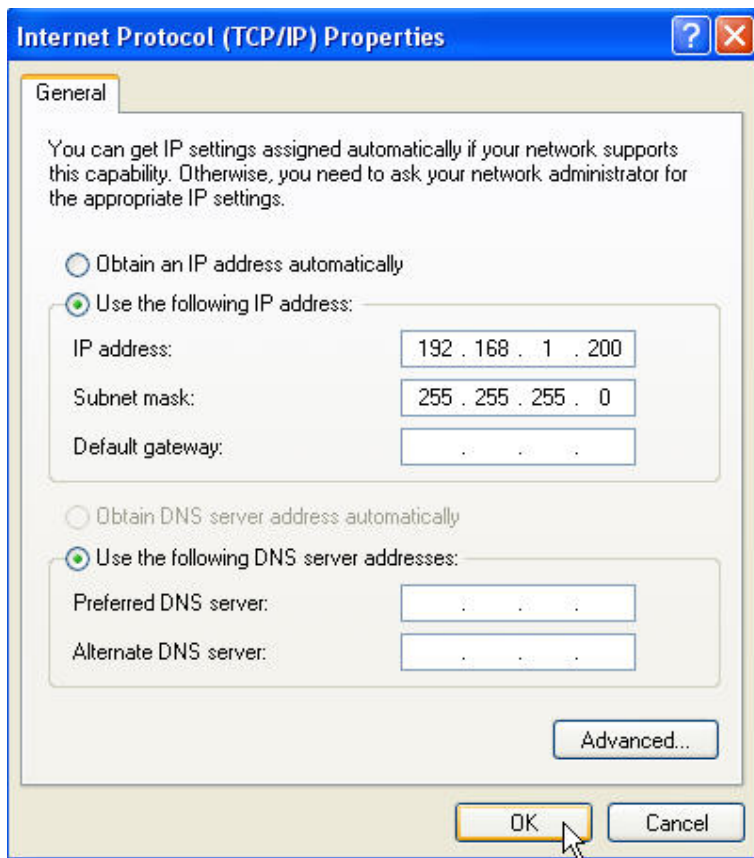 Internet Protocol (TCP/IP) Properties
General
You can get IP settings assigned automatically if your network supports
this capability. Otherwise, you need to ask your network administrator for
the appropriate IP settings.
Obtain an IP address automatically
Use the following IP address:
IP address: 192 . 168 . 1 . 200
Subnet mask: 255 . 255 . 255 . 0
Default gateway: . . .
Obtain DNS server address automatically
Use the following DNS server addresses:
Preferred DNS server: . . .
Alternate DNS server: . . .
Advanced...
OK Cancel